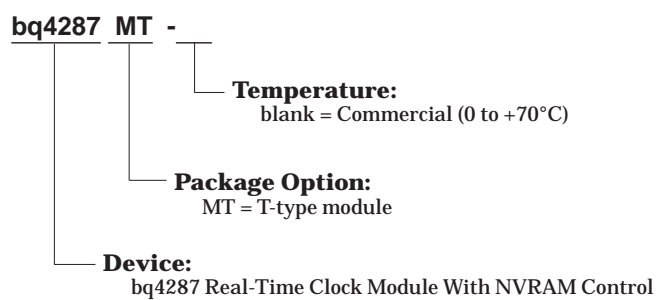 bq4287 MT -
Temperature:
blank = Commercial (0 to +70°C)
Package Option:
MT = T-type module
Device:
bq4287 Real-Time Clock Module With NVRAM Control